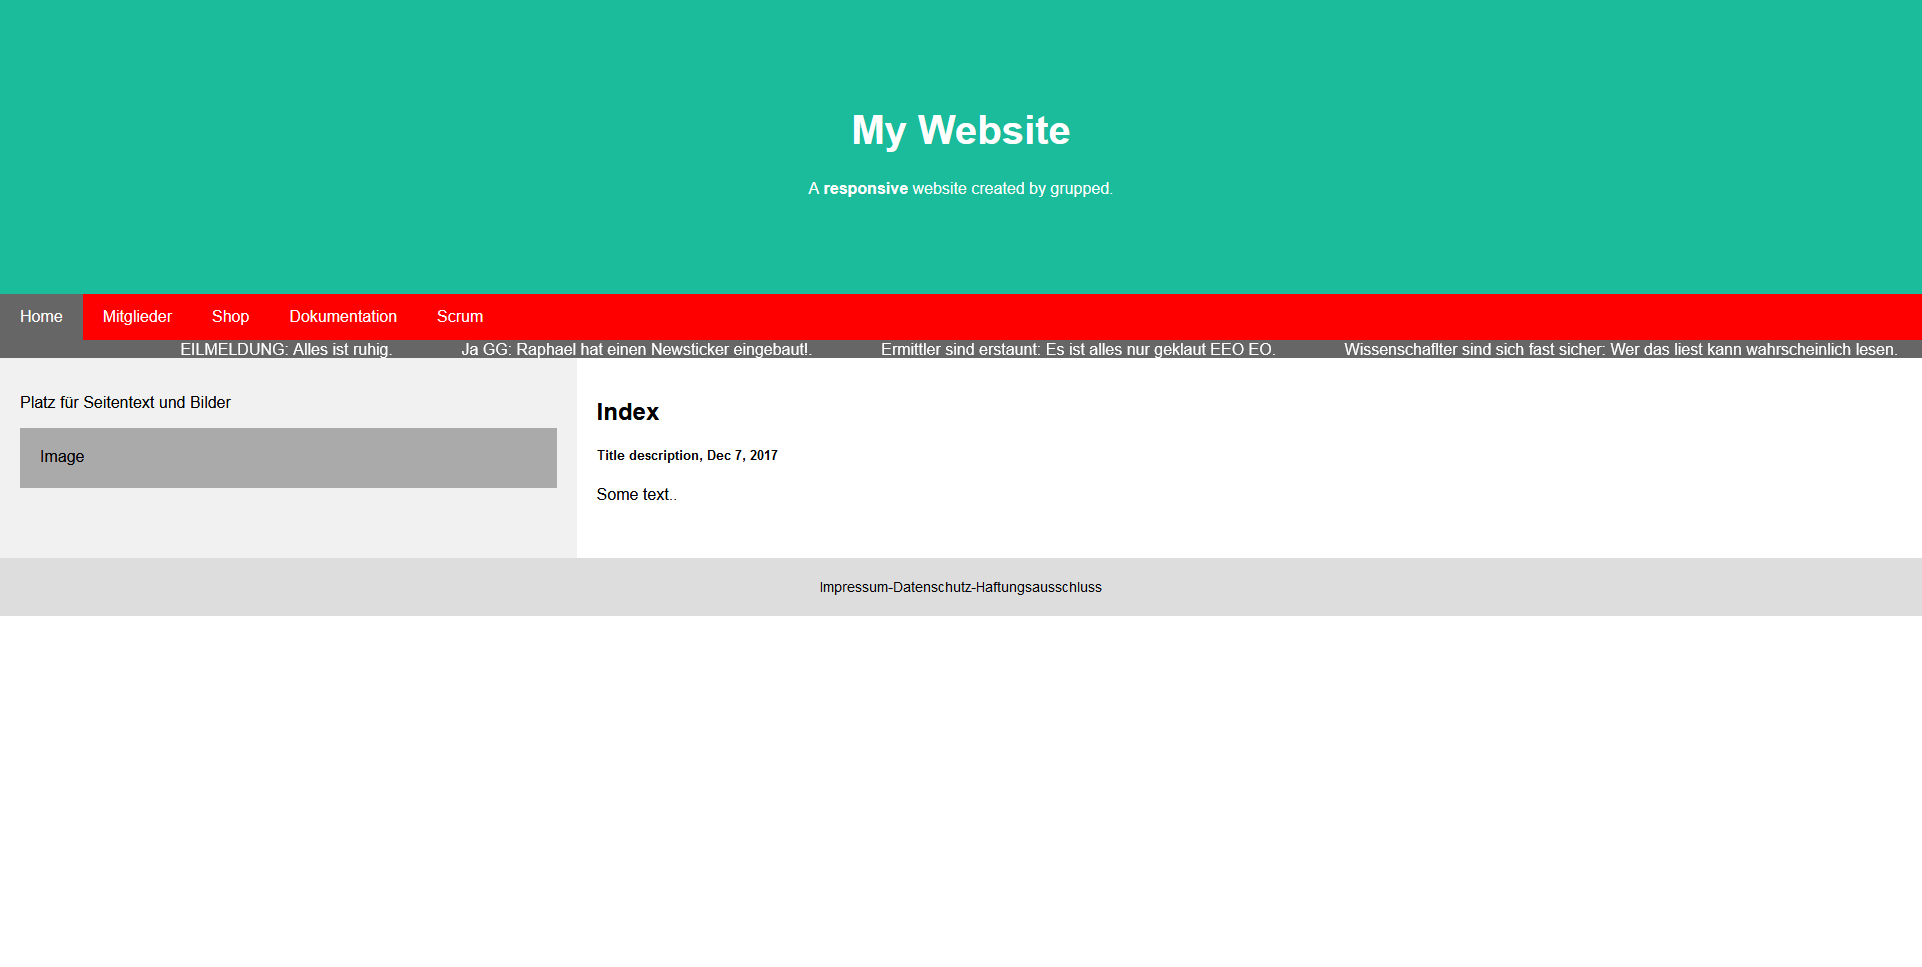 My Website
A responsive website created by grupped.
Home Mitglieder Shop Dokumentation Scrum
EILMELDUNG: Alles ist ruhig. Ja GG: Raphael hat einen Newsticker eingebaut!. Ermittler sind erstaunt: Es ist alles nur geklaut EEO EO. Wissenschaflter sind sich fast sicher: Wer das liest kann wahrscheinlich lesen.
Platz für Seitentext und Bilder
Image
Index
Title description, Dec 7, 2017
Some text..
Impressum-Datenschutz-Haftungsausschluss